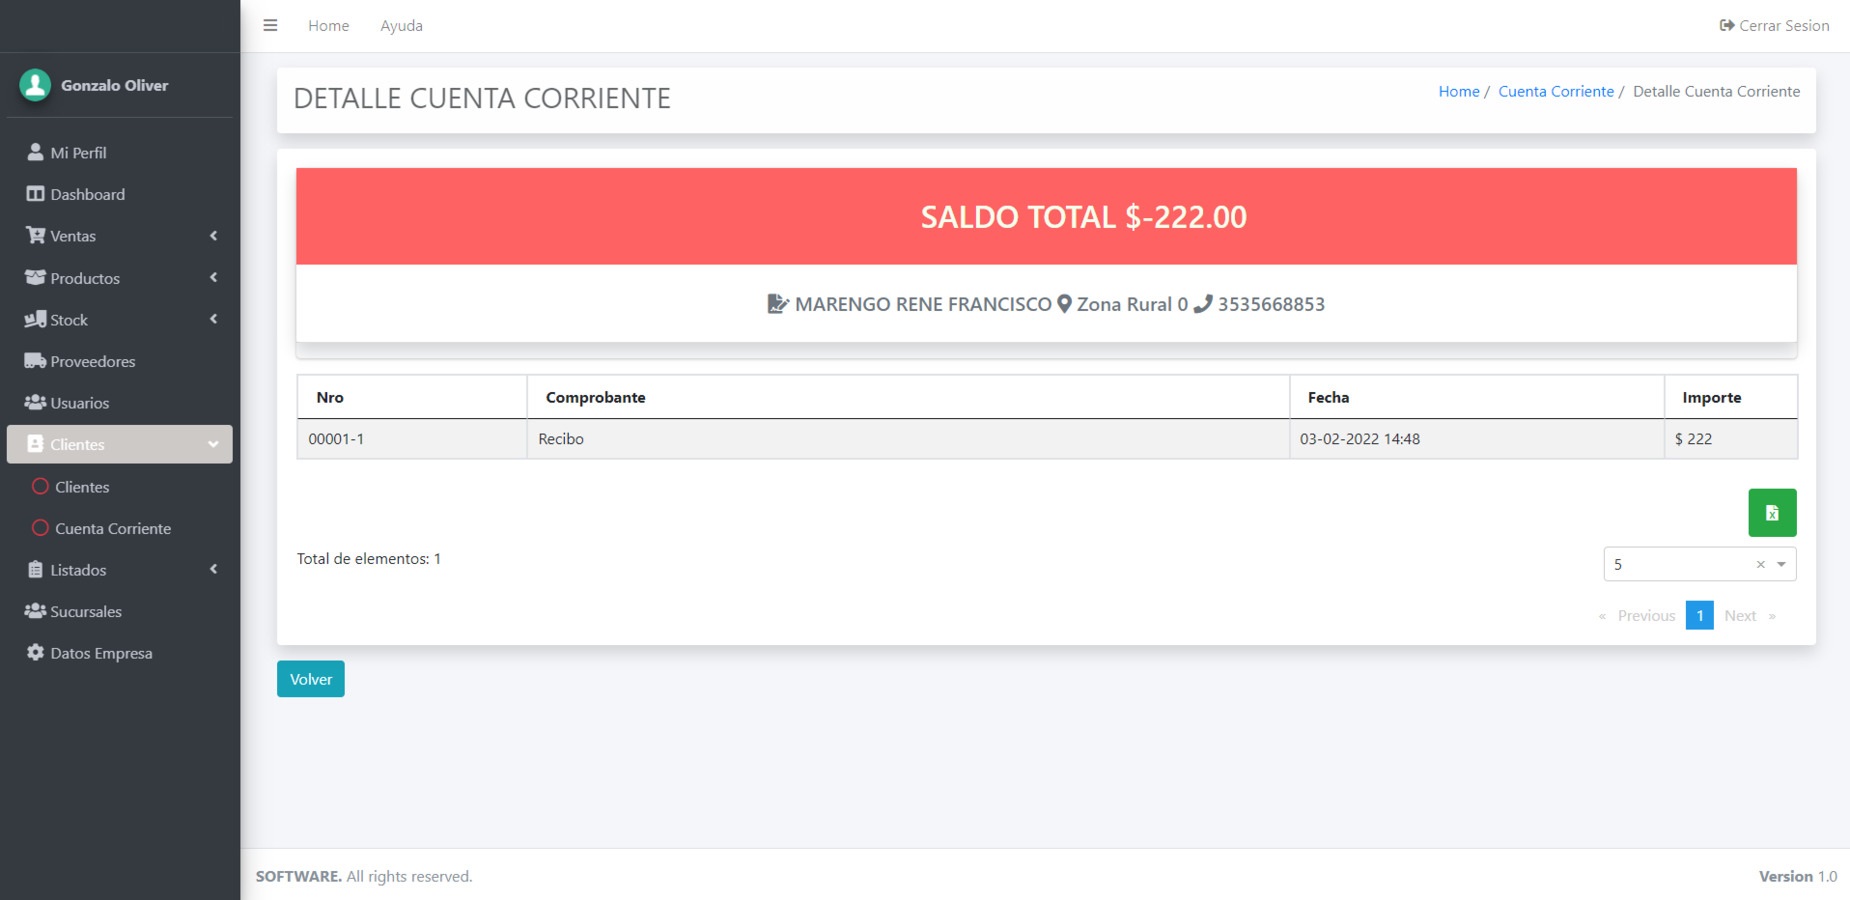 Home Ayuda Cerrar Sesion
Gonzalo Oliver
Mi Perfil
Dashboard
Ventas
Productos
Stock
Proveedores
Usuarios
Clientes
Clientes
Cuenta Corriente
Listados
Sucursales
Datos Empresa
DETALLE CUENTA CORRIENTE
Home / Cuenta Corriente / Detalle Cuenta Corriente
SALDO TOTAL $-222.00
MARENGO RENE FRANCISCO Zona Rural 0 3535668853
Nro Comprobante Fecha Importe
00001-1 Recibo 03-02-2022 14:48 $ 222
Total de elementos: 1
5 ×
« Previous 1 Next »
Volver
SOFTWARE. All rights reserved. Version 1.0